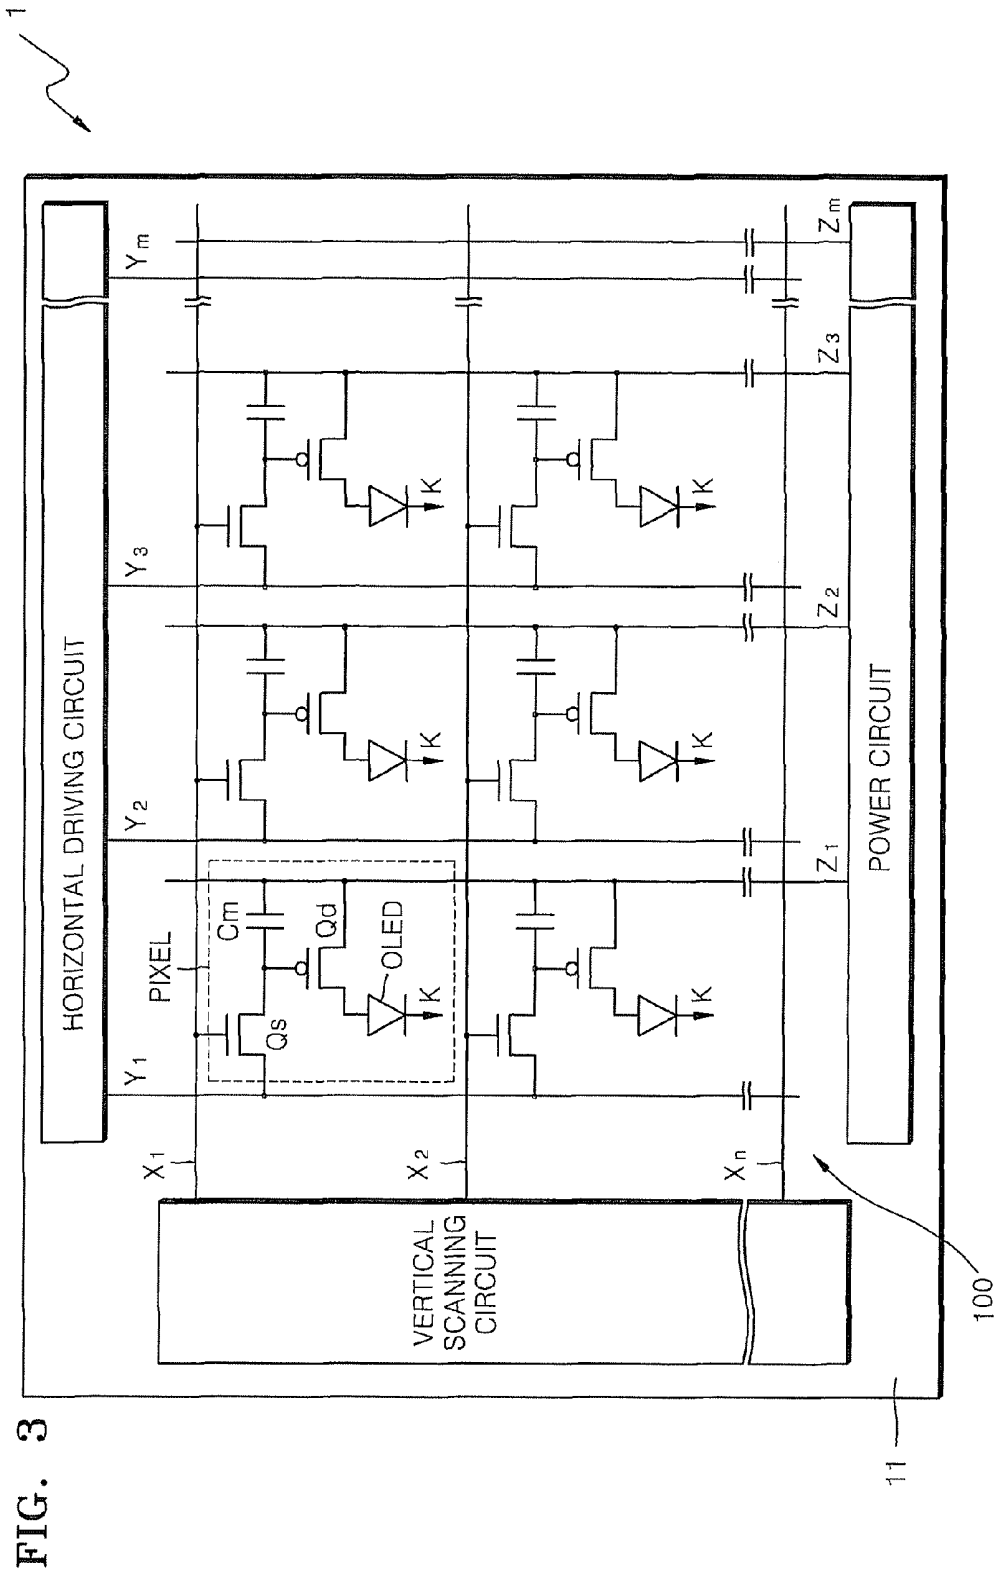 FIG. 3
1
HORIZONTAL DRIVING CIRCUIT
Y1
Y2
Y3
Ym
PIXEL
X1
Cm
Qs
Qd
OLED
K
K
K
X2
K
K
K
Xn
VERTICAL
SCANNING
CIRCUIT
Z1
Z2
Z3
Zm
POWER CIRCUIT
11
100